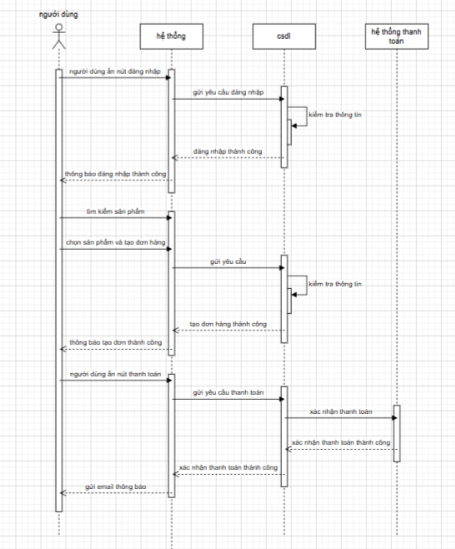 người dùng
hệ thống
csdl
hệ thống thanh
toán
người dùng ấn nút đăng nhập
gửi yêu cầu đăng nhập
kiểm tra thông tin
đăng nhập thành công
thông báo đăng nhập thành công
tìm kiếm sản phẩm
chọn sản phẩm và tạo đơn hàng
gửi yêu cầu
kiểm tra thông tin
tạo đơn hàng thành công
thông báo tạo đơn thành công
người dùng ấn nút thanh toán
gửi yêu cầu thanh toán
xác nhận thanh toán
xác nhận thanh toán thành công
xác nhận thanh toán thành công
gửi email thông báo